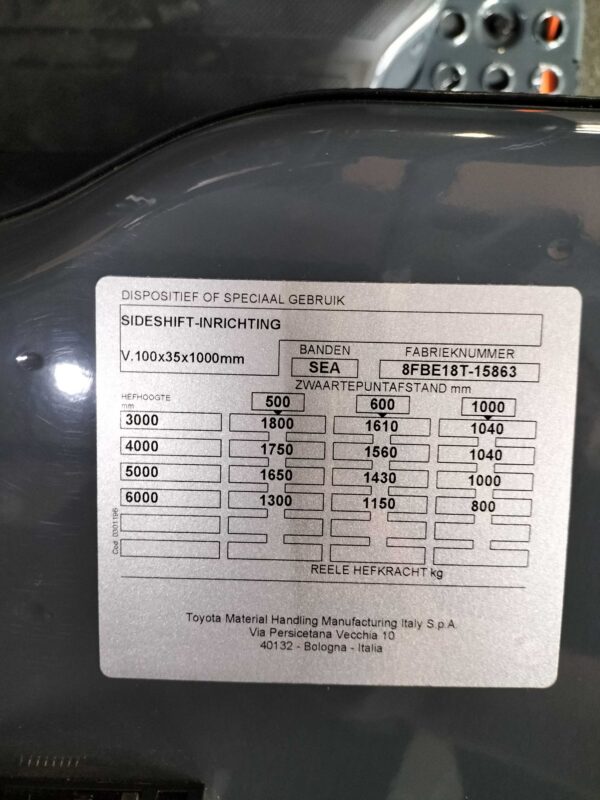 DISPOSITIEF OF SPECIAAL GEBRUIK
SIDESHIFT-INRICHTING
V.100x35x1000mm
BANDEN
SEA
FABRIEKNUMMER
8FBE18T-15863
ZWAARTEPUNTAFSTAND mm
HEFHOOGTE mm
500 600 1000
3000 1800 1610 1040
4000 1750 1560 1040
5000 1650 1430 1000
6000 1300 1150 800
Cod. 0301196
REELE HEFKRACHT kg
Toyota Material Handling Manufacturing Italy S.p.A.
Via Persicetana Vecchia 10
40132 - Bologna - Italia